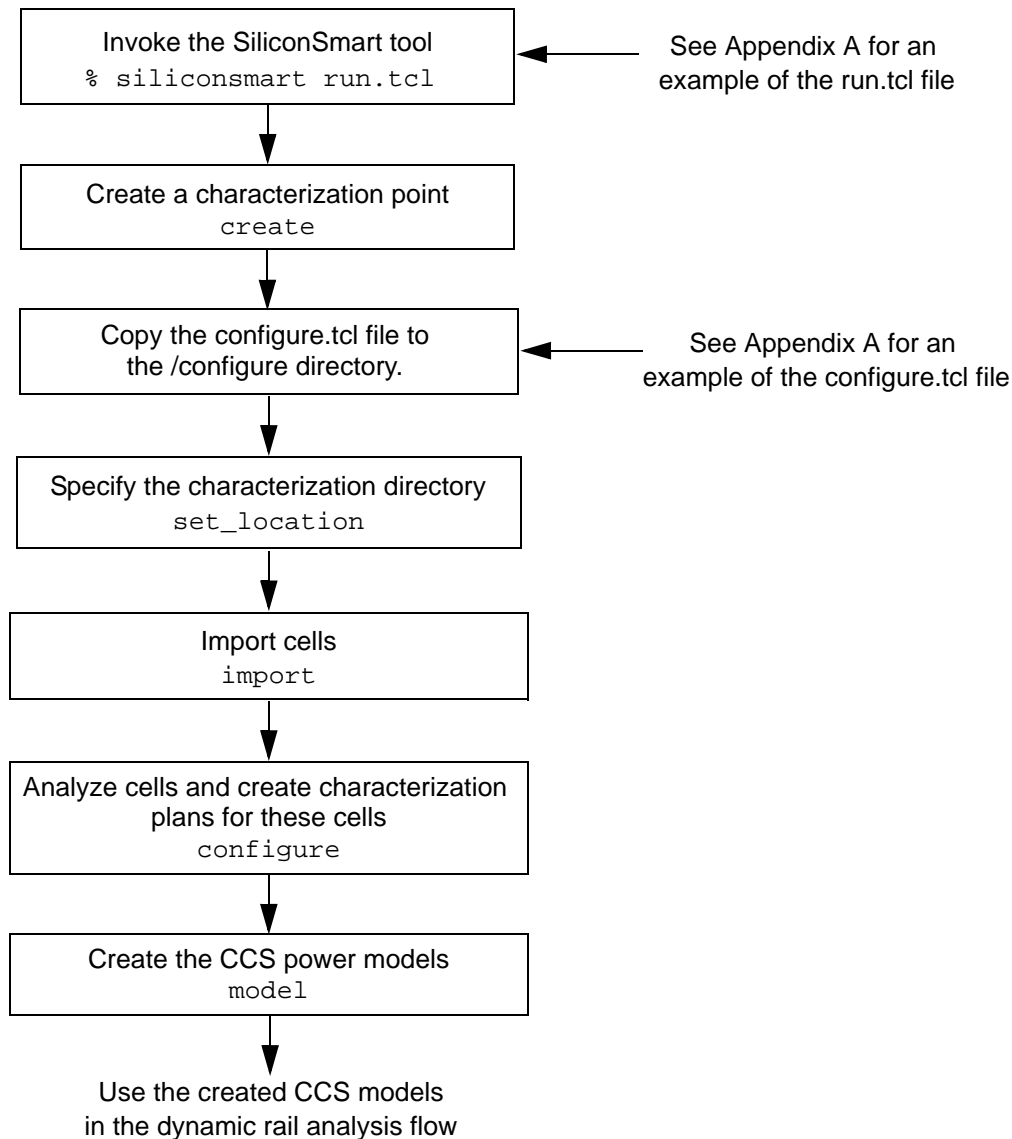 Invoke the SiliconSmart tool
% siliconsmart run.tcl
See Appendix A for an
example of the run.tcl file
Create a characterization point
create
Copy the configure.tcl file to
the /configure directory.
See Appendix A for an
example of the configure.tcl file
Specify the characterization directory
set_location
Import cells
import
Analyze cells and create characterization
plans for these cells
configure
Create the CCS power models
model
Use the created CCS models
in the dynamic rail analysis flow